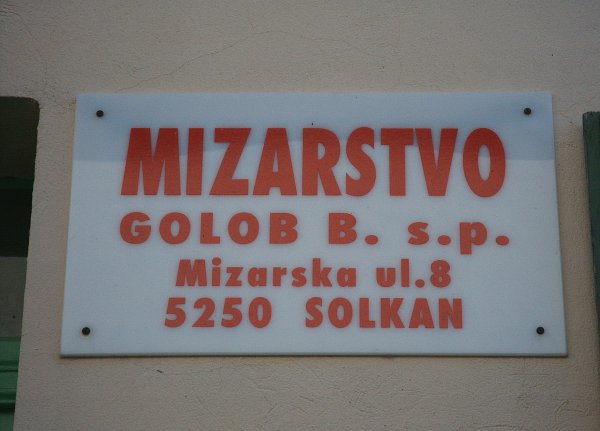 MIZARSTVO
GOLOB B. s.p.
Mizarska ul.8
5250 SOLKAN